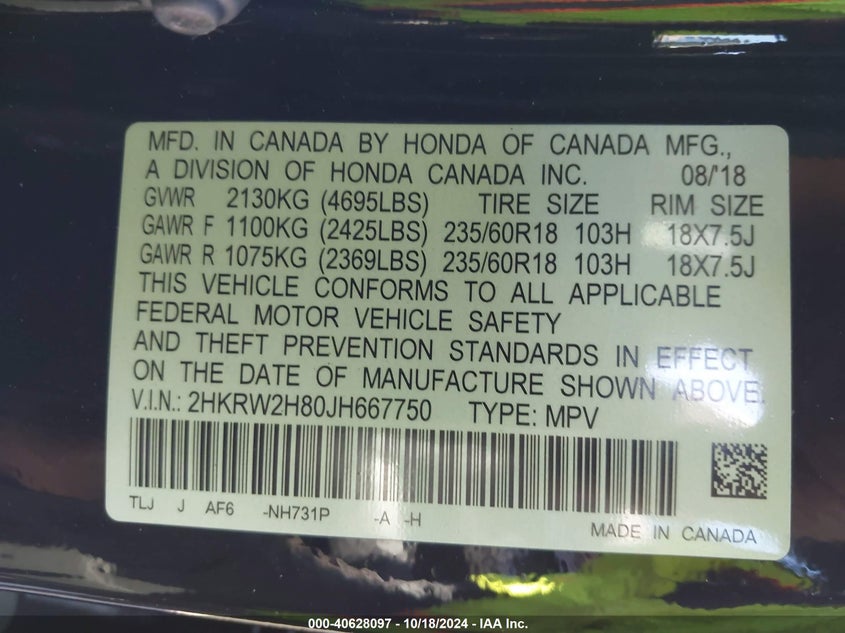 MFD. IN CANADA BY HONDA OF CANADA MFG.,
A DIVISION OF HONDA CANADA INC. 08/'18
GVWR 2130KG (4695LBS) TIRE SIZE RIM SIZE
GAWR F 1100KG (2425LBS) 235/60R18 103H 18X7.5J
GAWR R 1075KG (2369LBS) 235/60R18 103H 18X7.5J
THIS VEHICLE CONFORMS TO ALL APPLICABLE
FEDERAL MOTOR VEHICLE SAFETY
AND THEFT PREVENTION STANDARDS IN EFFECT
ON THE DATE OF MANUFACTURE SHOWN ABOVE.
V.I.N.: 2HKRW2H80JH667750 TYPE: MPV
TLJ J AF6 -NH731P -A -H
MADE IN CANADA
000-40628097 - 10/18/2024 - IAA Inc.